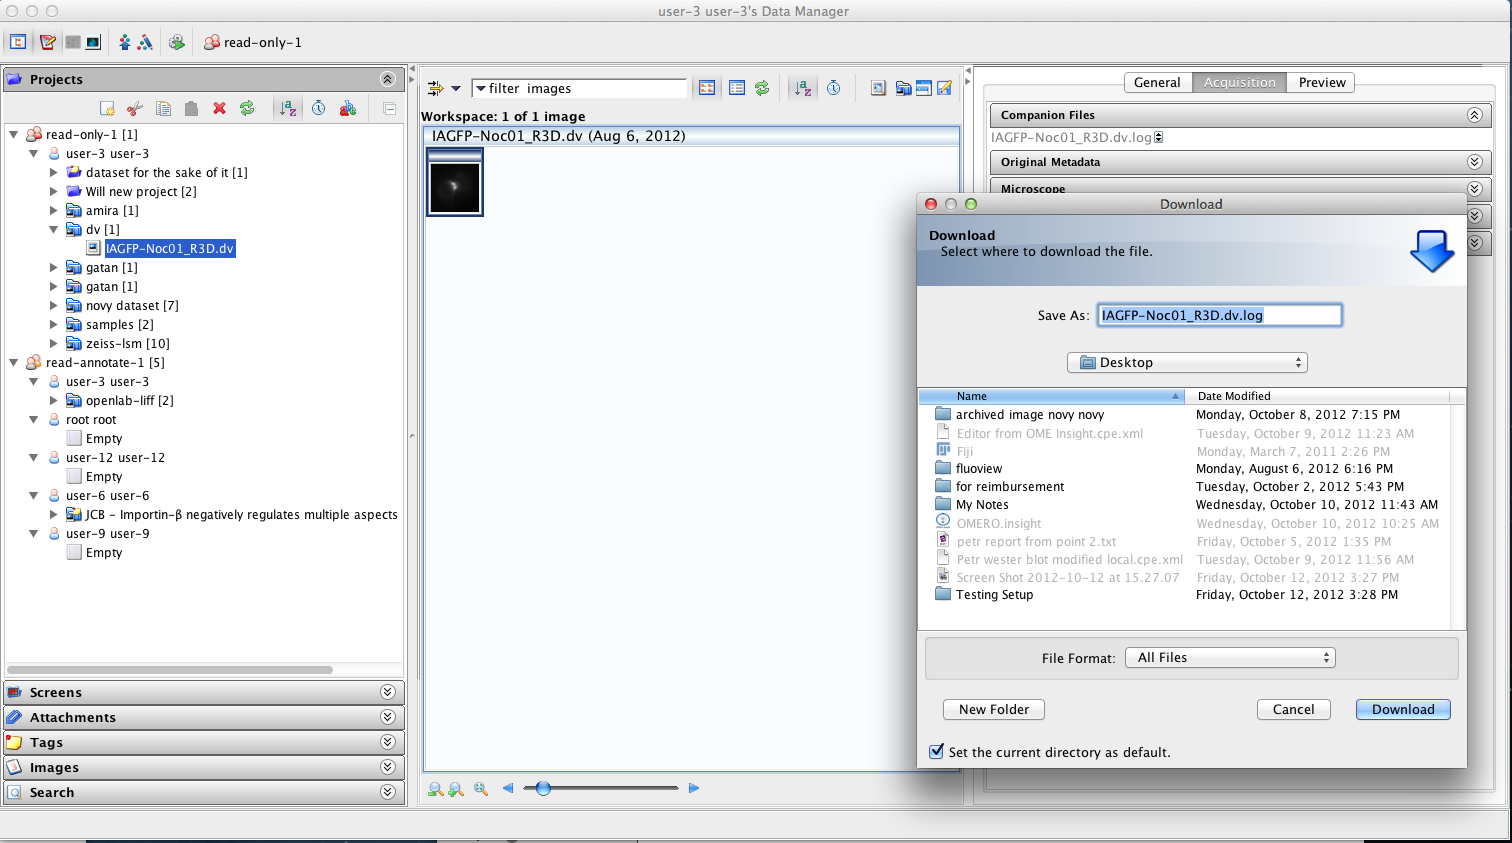 user-3 user-3's Data Manager
read-only-1
Projects
read-only-1 [1]
user-3 user-3
dataset for the sake of it [1]
Will new project [2]
amira [1]
dv [1]
IAGFP-Noc01_R3D.dv
gatan [1]
gatan [1]
novy dataset [7]
samples [2]
zeiss-lsm [10]
read-annotate-1 [5]
user-3 user-3
openlab-liff [2]
root root
Empty
user-12 user-12
Empty
user-6 user-6
JCB - Importin-β negatively regulates multiple aspects
user-9 user-9
Empty
Screens
Attachments
Tags
Images
Search
filter images
Workspace: 1 of 1 image
IAGFP-Noc01_R3D.dv (Aug 6, 2012)
General Acquisition Preview
Companion Files
IAGFP-Noc01_R3D.dv.log
Original Metadata
Microscope
Download
Download
Select where to download the file.
Save As: IAGFP-Noc01_R3D.dv.log
Desktop
Name Date Modified
archived image novy novy Monday, October 8, 2012 7:15 PM
Editor from OME Insight.cpe.xml Tuesday, October 9, 2012 11:23 AM
Fiji Monday, March 7, 2011 2:26 PM
fluoview Monday, August 6, 2012 6:16 PM
for reimbursement Tuesday, October 2, 2012 5:43 PM
My Notes Wednesday, October 10, 2012 11:43 AM
OMERO.insight Wednesday, October 10, 2012 10:25 AM
petr report from point 2.txt Friday, October 5, 2012 1:35 PM
Petr wester blot modified local.cpe.xml Tuesday, October 9, 2012 11:56 AM
Screen Shot 2012-10-12 at 15.27.07 Friday, October 12, 2012 3:27 PM
Testing Setup Friday, October 12, 2012 3:28 PM
File Format: All Files
New Folder Cancel Download
Set the current directory as default.